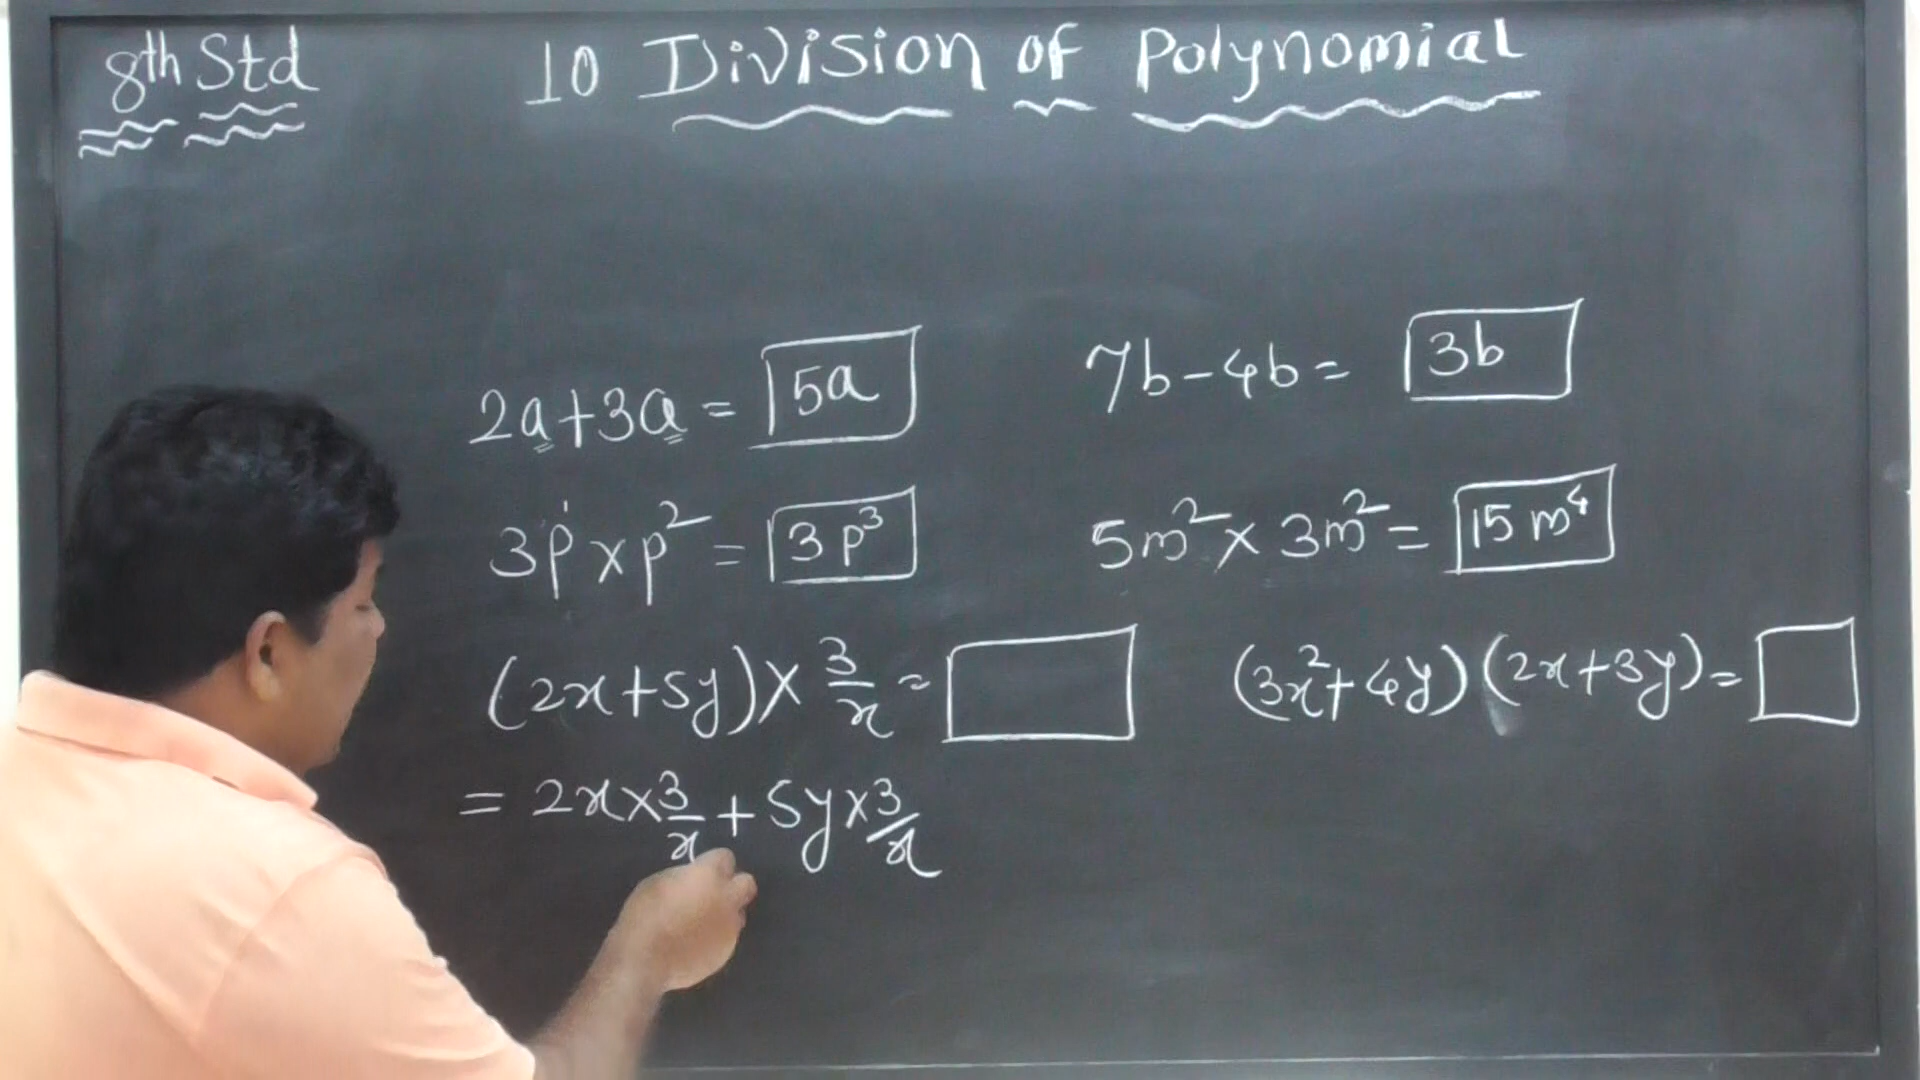 8th Std 10 Division of Polynomial
2a+3a = 5a 7b-4b = 3b
3p¹ x p² = 3p³ 5m² x 3m² = 15m⁴
(2x+5y) x 3/x = (3x²+4y) (2x+3y) =
= 2x x 3/x + 5y x 3/x